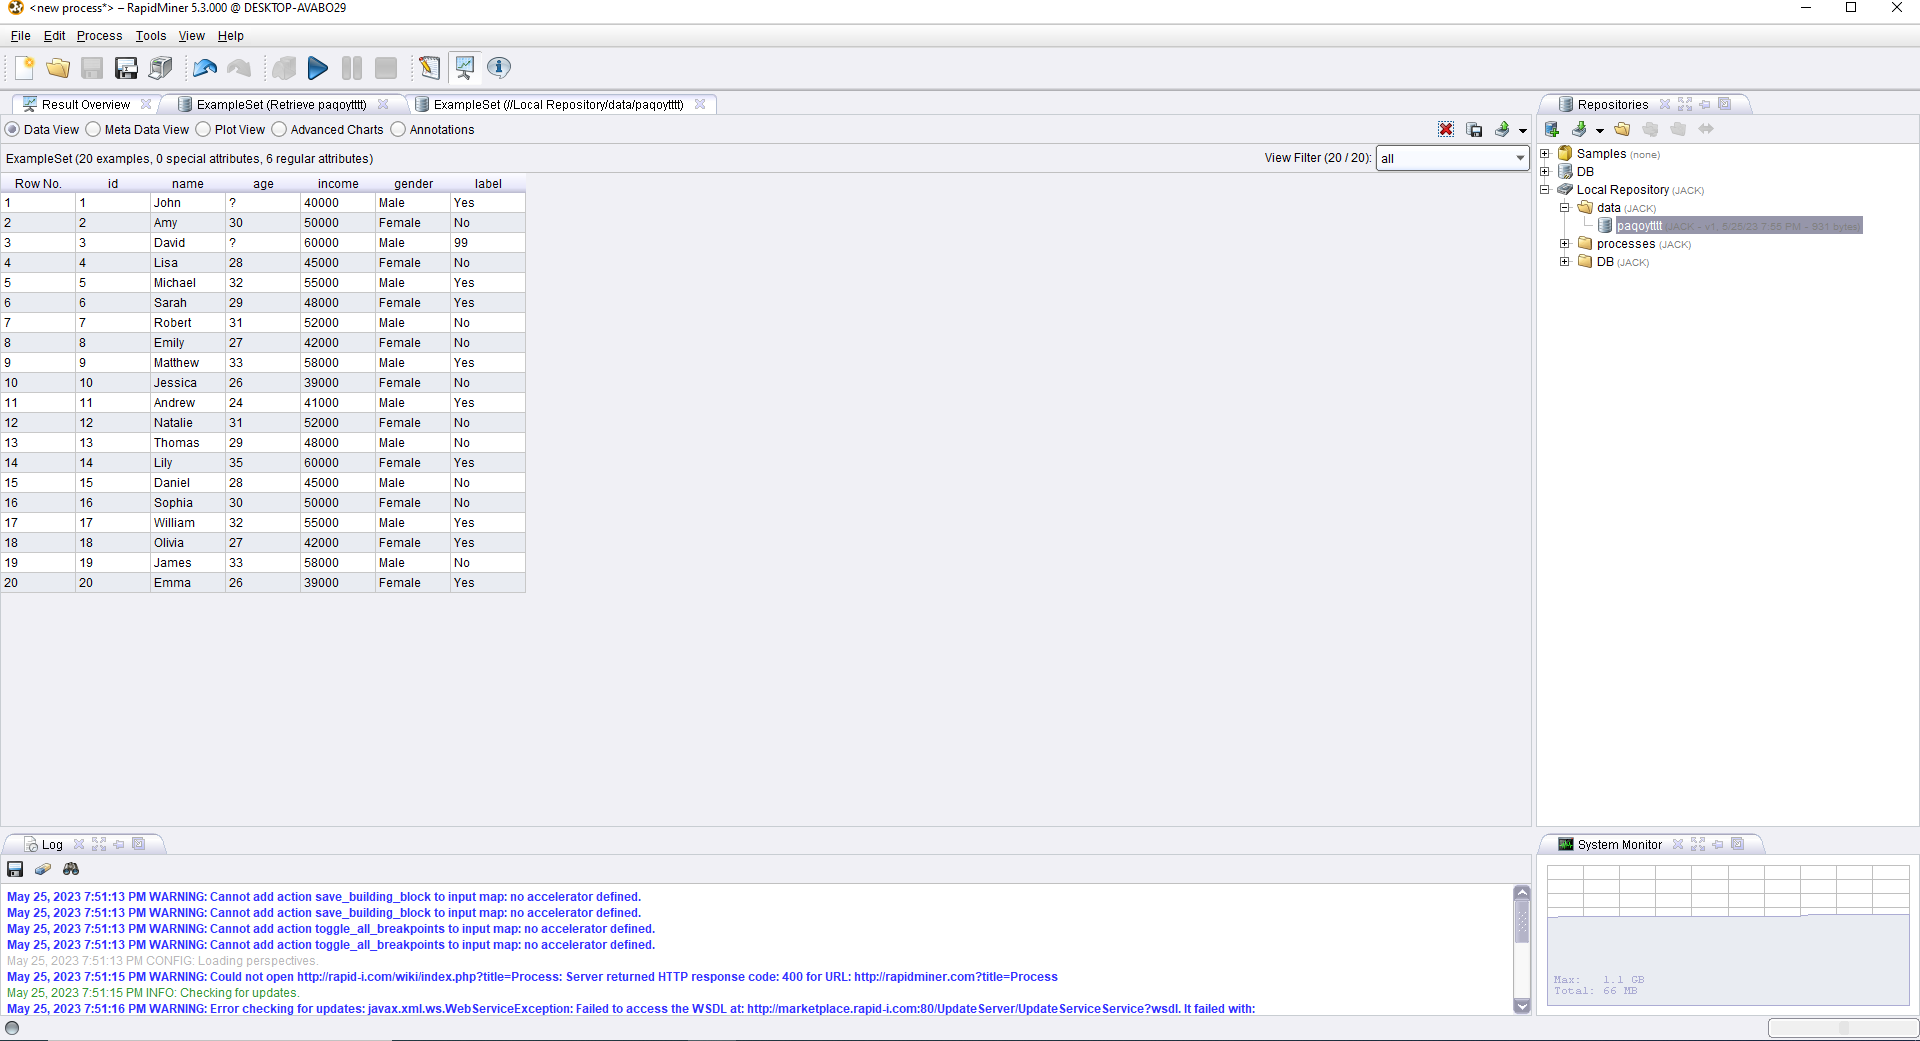 <new process*> – RapidMiner 5.3.000 @ DESKTOP-AVABO29
File Edit Process Tools View Help
Result Overview ExampleSet (Retrieve paqoytttt) ExampleSet (//Local Repository/data/paqoytttt)
Data View Meta Data View Plot View Advanced Charts Annotations
ExampleSet (20 examples, 0 special attributes, 6 regular attributes) View Filter (20 / 20): all
Row No. id name age income gender label
1 1 John ? 40000 Male Yes
2 2 Amy 30 50000 Female No
3 3 David ? 60000 Male 99
4 4 Lisa 28 45000 Female No
5 5 Michael 32 55000 Male Yes
6 6 Sarah 29 48000 Female Yes
7 7 Robert 31 52000 Male No
8 8 Emily 27 42000 Female No
9 9 Matthew 33 58000 Male Yes
10 10 Jessica 26 39000 Female No
11 11 Andrew 24 41000 Male Yes
12 12 Natalie 31 52000 Female No
13 13 Thomas 29 48000 Male No
14 14 Lily 35 60000 Female Yes
15 15 Daniel 28 45000 Male No
16 16 Sophia 30 50000 Female No
17 17 William 32 55000 Male Yes
18 18 Olivia 27 42000 Female Yes
19 19 James 33 58000 Male No
20 20 Emma 26 39000 Female Yes
Repositories
Samples (none)
DB
Local Repository (JACK)
data (JACK)
paqoytttt (JACK - v1, 5/25/23 7:55 PM - 931 bytes)
processes (JACK)
DB (JACK)
Log
May 25, 2023 7:51:13 PM WARNING: Cannot add action save_building_block to input map: no accelerator defined.
May 25, 2023 7:51:13 PM WARNING: Cannot add action save_building_block to input map: no accelerator defined.
May 25, 2023 7:51:13 PM WARNING: Cannot add action toggle_all_breakpoints to input map: no accelerator defined.
May 25, 2023 7:51:13 PM WARNING: Cannot add action toggle_all_breakpoints to input map: no accelerator defined.
May 25, 2023 7:51:13 PM CONFIG: Loading perspectives.
May 25, 2023 7:51:15 PM WARNING: Could not open http://rapid-i.com/wiki/index.php?title=Process: Server returned HTTP response code: 400 for URL: http://rapidminer.com?title=Process
May 25, 2023 7:51:15 PM INFO: Checking for updates.
May 25, 2023 7:51:16 PM WARNING: Error checking for updates: javax.xml.ws.WebServiceException: Failed to access the WSDL at: http://marketplace.rapid-i.com:80/UpdateServer/UpdateServiceService?wsdl. It failed with:
System Monitor
Max: 1.1 GB
Total: 66 MB